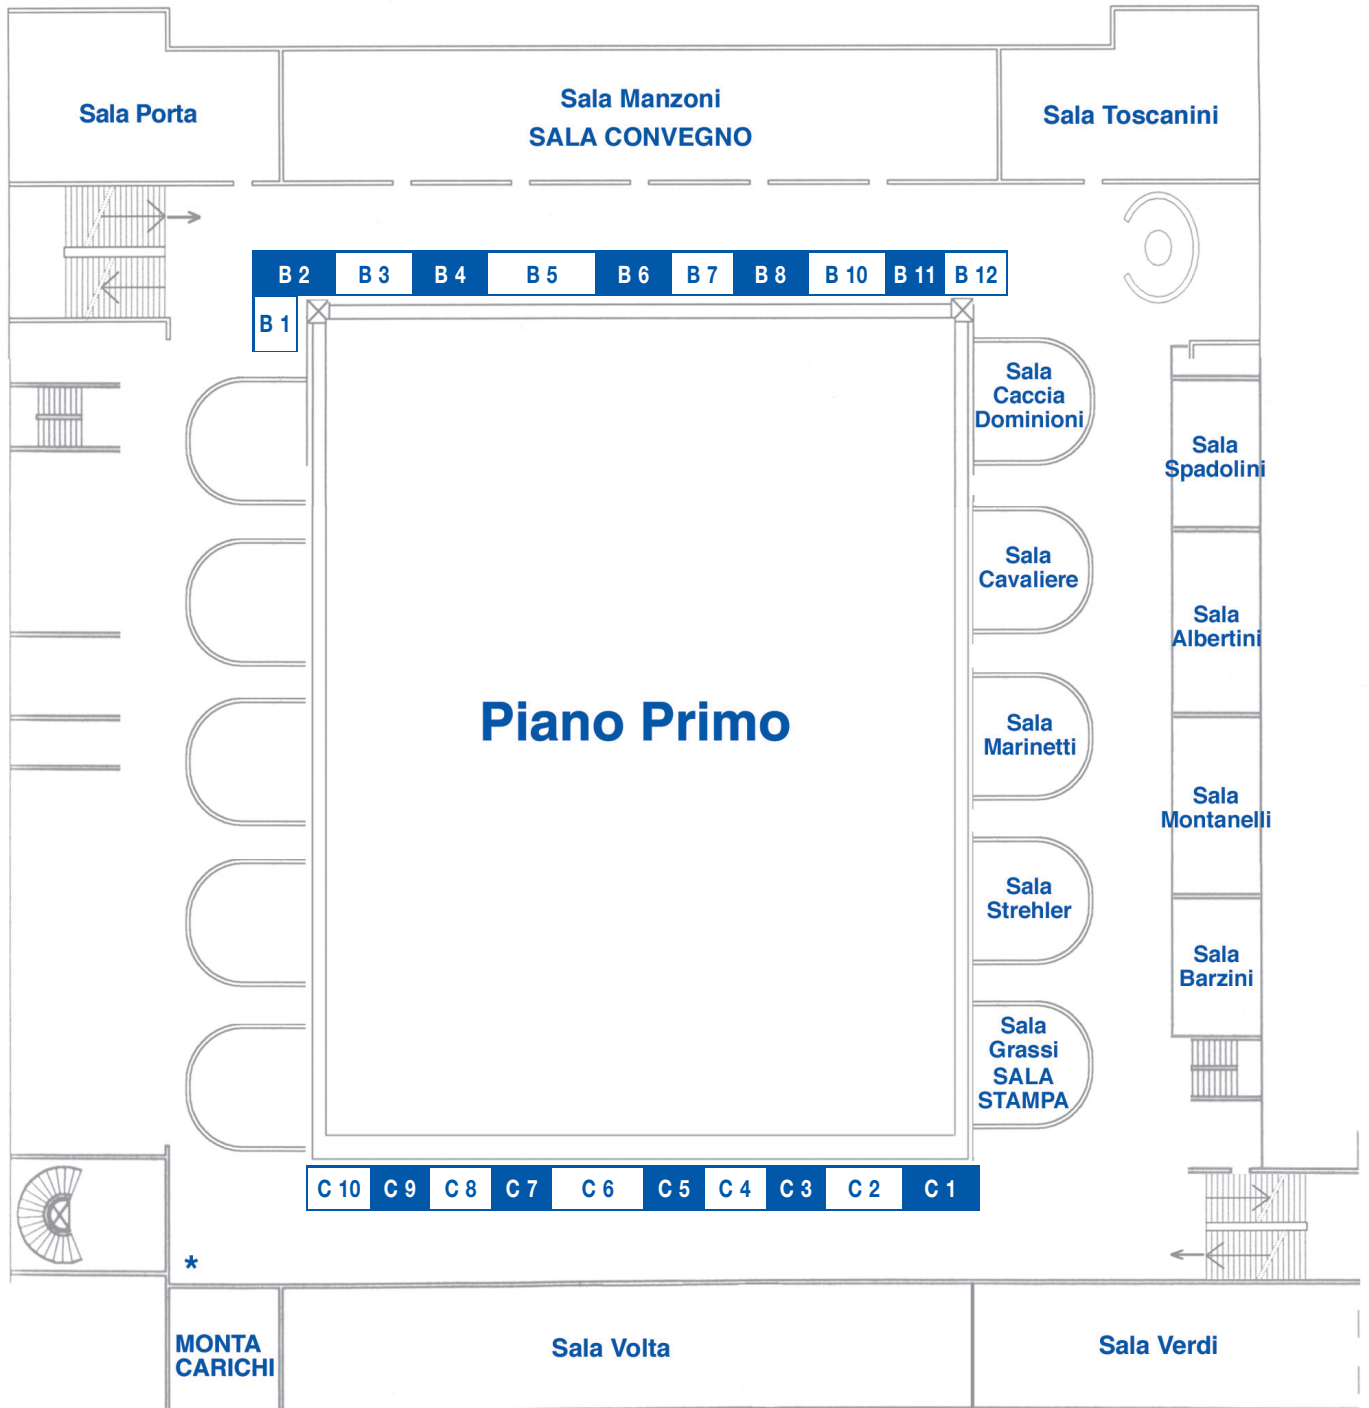 Sala Porta
Sala Manzoni
SALA CONVEGNO
Sala Toscanini
B 2
B 3
B 4
B 5
B 6
B 7
B 8
B 10
B 11
B 12
B 1
Sala
Caccia
Dominioni
Sala
Spadolini
Sala
Cavaliere
Sala
Albertini
Piano Primo
Sala
Marinetti
Sala
Montanelli
Sala
Strehler
Sala
Barzini
Sala
Grassi
SALA
STAMPA
C 10
C 9
C 8
C 7
C 6
C 5
C 4
C 3
C 2
C 1
*
MONTA
CARICHI
Sala Volta
Sala Verdi